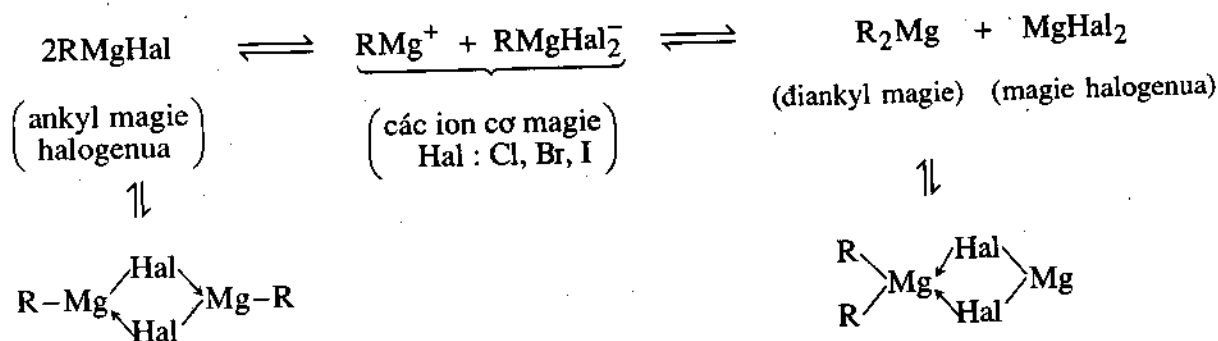 2RMgHal ⇌ RMg⁺ + RMgHal₂⁻ ⇌ R₂Mg + MgHal₂
(ankyl magie halogenua)
(các ion cơ magie
Hal : Cl, Br, I)
(điankyl magie) (magie halogenua)
⇌ ⇌
Hal
R–Mg Mg–R
Hal
R Hal
Mg Mg
R Hal